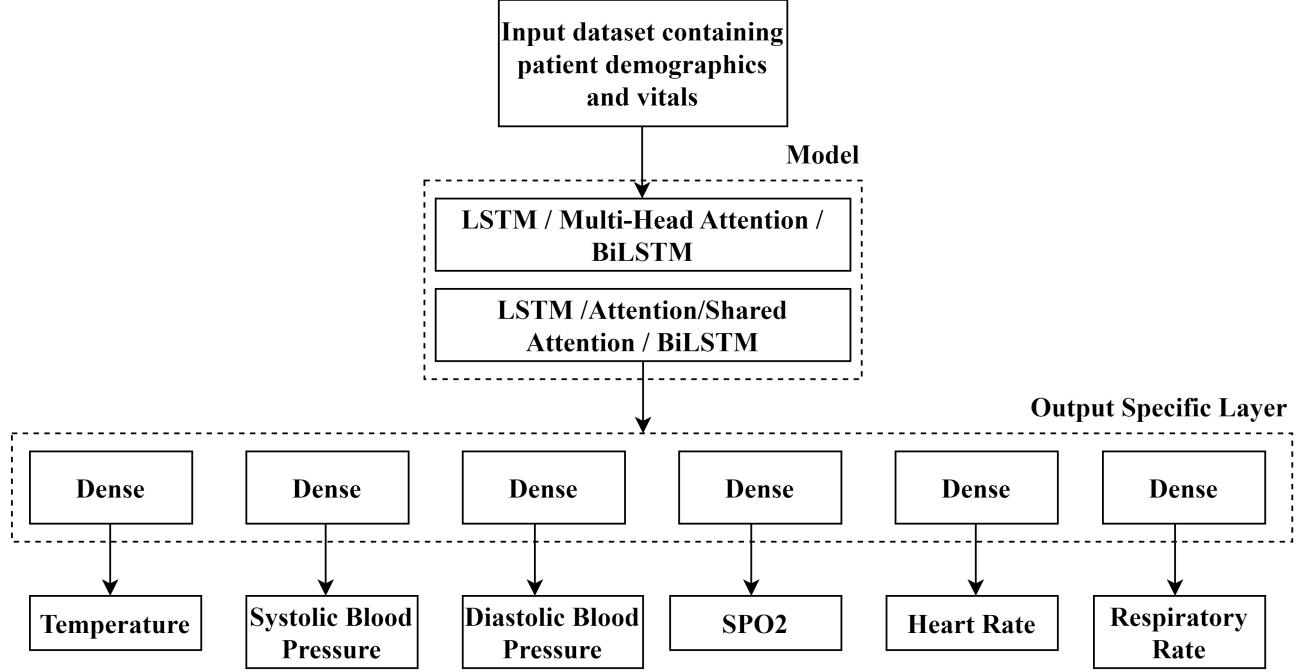 Input dataset containing
patient demographics
and vitals
Model
LSTM / Multi-Head Attention /
BiLSTM
LSTM /Attention/Shared
Attention / BiLSTM
Output Specific Layer
Dense
Dense
Dense
Dense
Dense
Dense
Temperature
Systolic Blood
Pressure
Diastolic Blood
Pressure
SPO2
Heart Rate
Respiratory
Rate